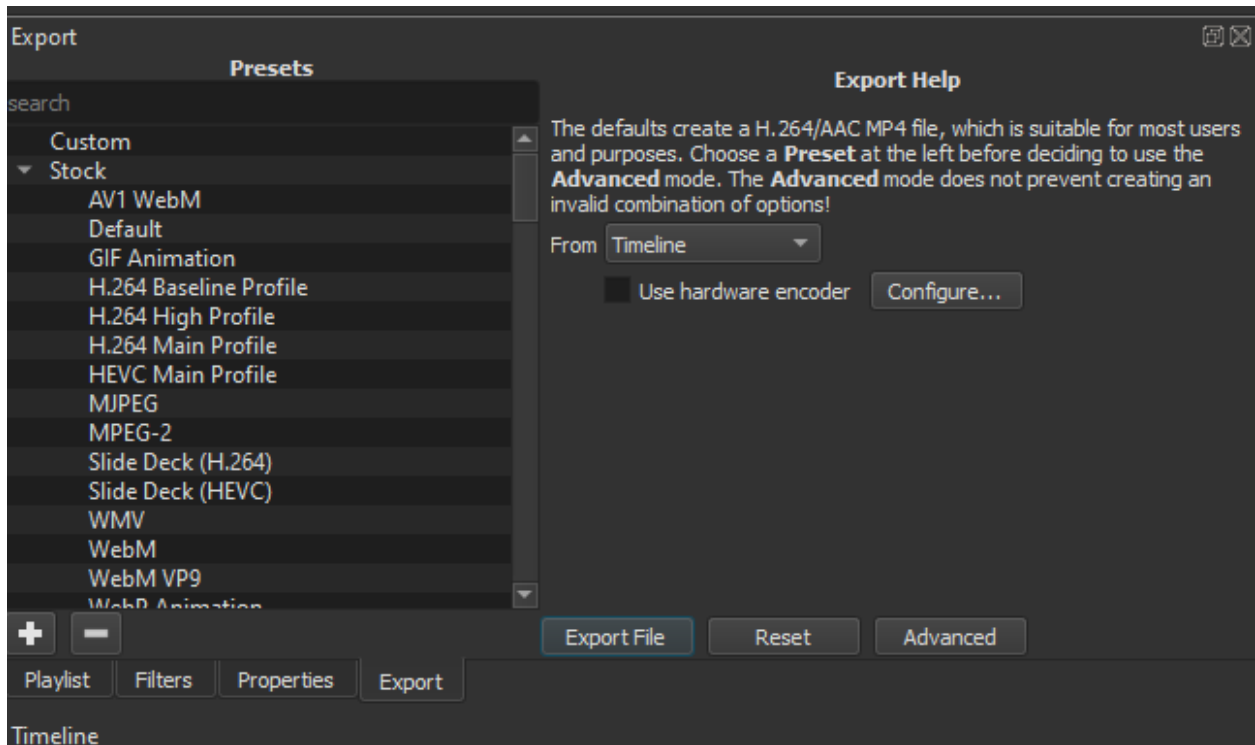 Export
Presets
search
Custom
Stock
AV1 WebM
Default
GIF Animation
H.264 Baseline Profile
H.264 High Profile
H.264 Main Profile
HEVC Main Profile
MJPEG
MPEG-2
Slide Deck (H.264)
Slide Deck (HEVC)
WMV
WebM
WebM VP9
WebP Animation
Export Help
The defaults create a H.264/AAC MP4 file, which is suitable for most users
and purposes. Choose a Preset at the left before deciding to use the
Advanced mode. The Advanced mode does not prevent creating an
invalid combination of options!
From Timeline
Use hardware encoder Configure...
Export File Reset Advanced
Playlist Filters Properties Export
Timeline